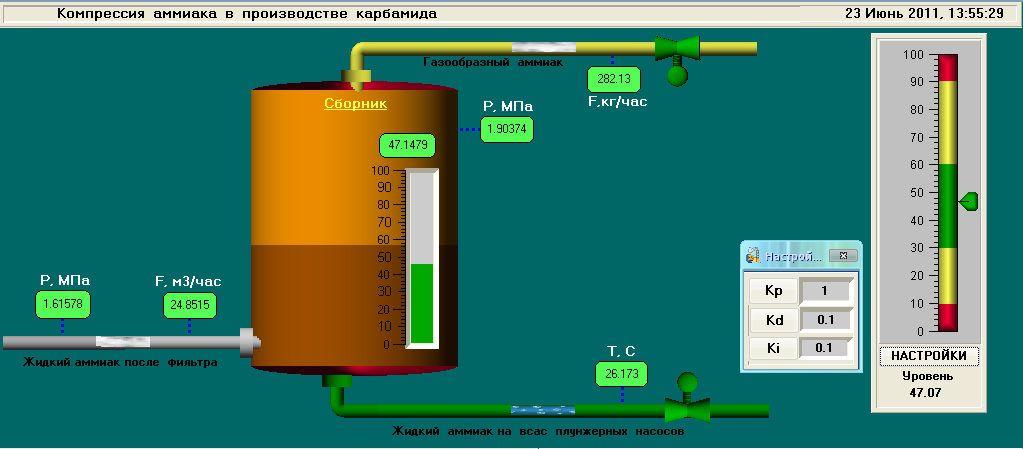 Компрессия аммиака в производстве карбамида
23 Июнь 2011, 13:55:29
Газообразный аммиак
282.13
F,кг/час
Сборник
P, МПа
1.90374
47.1479
100
90
80
70
60
50
40
30
20
10
0
P, МПа
1.61578
F, м3/час
24.8515
Жидкий аммиак после фильтра
T, C
26.173
Жидкий аммиак на всас плунжерных насосов
Настрой...
Kp 1
Kd 0.1
Ki 0.1
100
90
80
70
60
50
40
30
20
10
0
НАСТРОЙКИ
Уровень
47.07